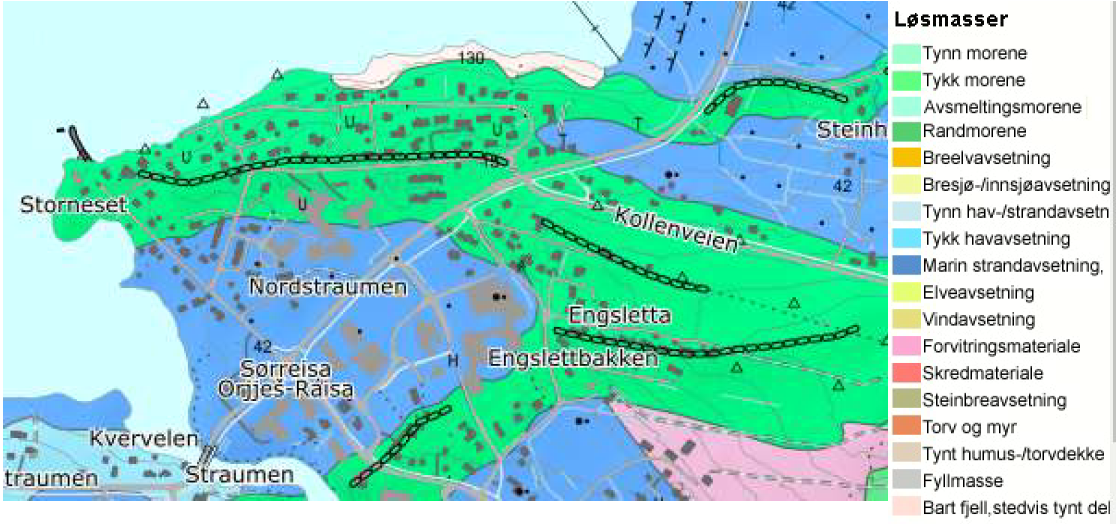 42
Løsmasser
130
Tynn morene
Tykk morene
Avsmeltingsmorene
U
U
T
T
Steinh
Randmorene
U
Breelvavsetning
42
Bresjø-/innsjøavsetning
Storneset
U
Kollenveien
Tynn hav-/strandavsetn
Tykk havavsetning
Marin strandavsetning,
Nordstraumen
Elveavsetning
Engsletta
Vindavsetning
42
Engslettbakken
H
Forvitringsmateriale
Sørreisa
Orjješ-Ráisa
Skredmateriale
Steinbreavsetning
Kvervelen
Torv og myr
Straumen
traumen
Tynt humus-/torvdekke
Fyllmasse
Bart fjell,stedvis tynt del